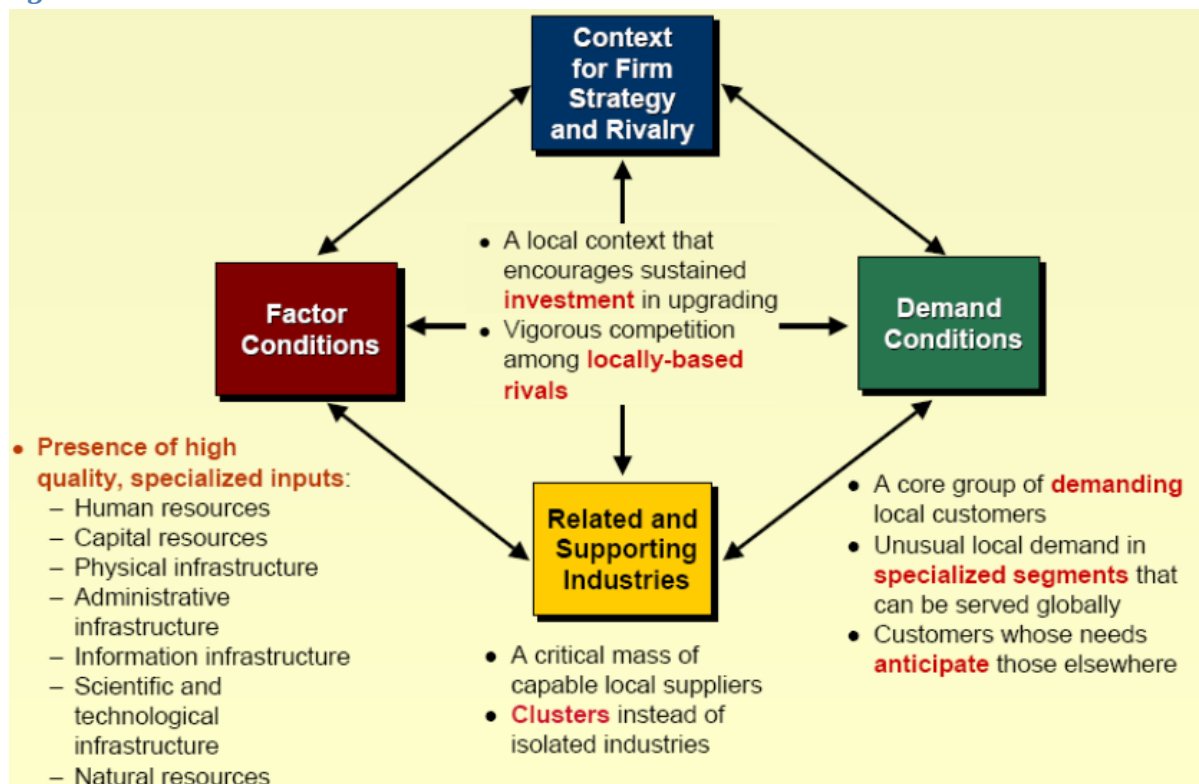 Context
for Firm
Strategy
and Rivalry
● A local context that
encourages sustained
investment in upgrading
● Vigorous competition
among locally-based
rivals
Factor
Conditions
Demand
Conditions
● Presence of high
quality, specialized inputs:
– Human resources
– Capital resources
– Physical infrastructure
– Administrative
infrastructure
– Information infrastructure
– Scientific and
technological
infrastructure
– Natural resources
Related and
Supporting
Industries
● A critical mass of
capable local suppliers
● Clusters instead of
isolated industries
● A core group of demanding
local customers
● Unusual local demand in
specialized segments that
can be served globally
● Customers whose needs
anticipate those elsewhere